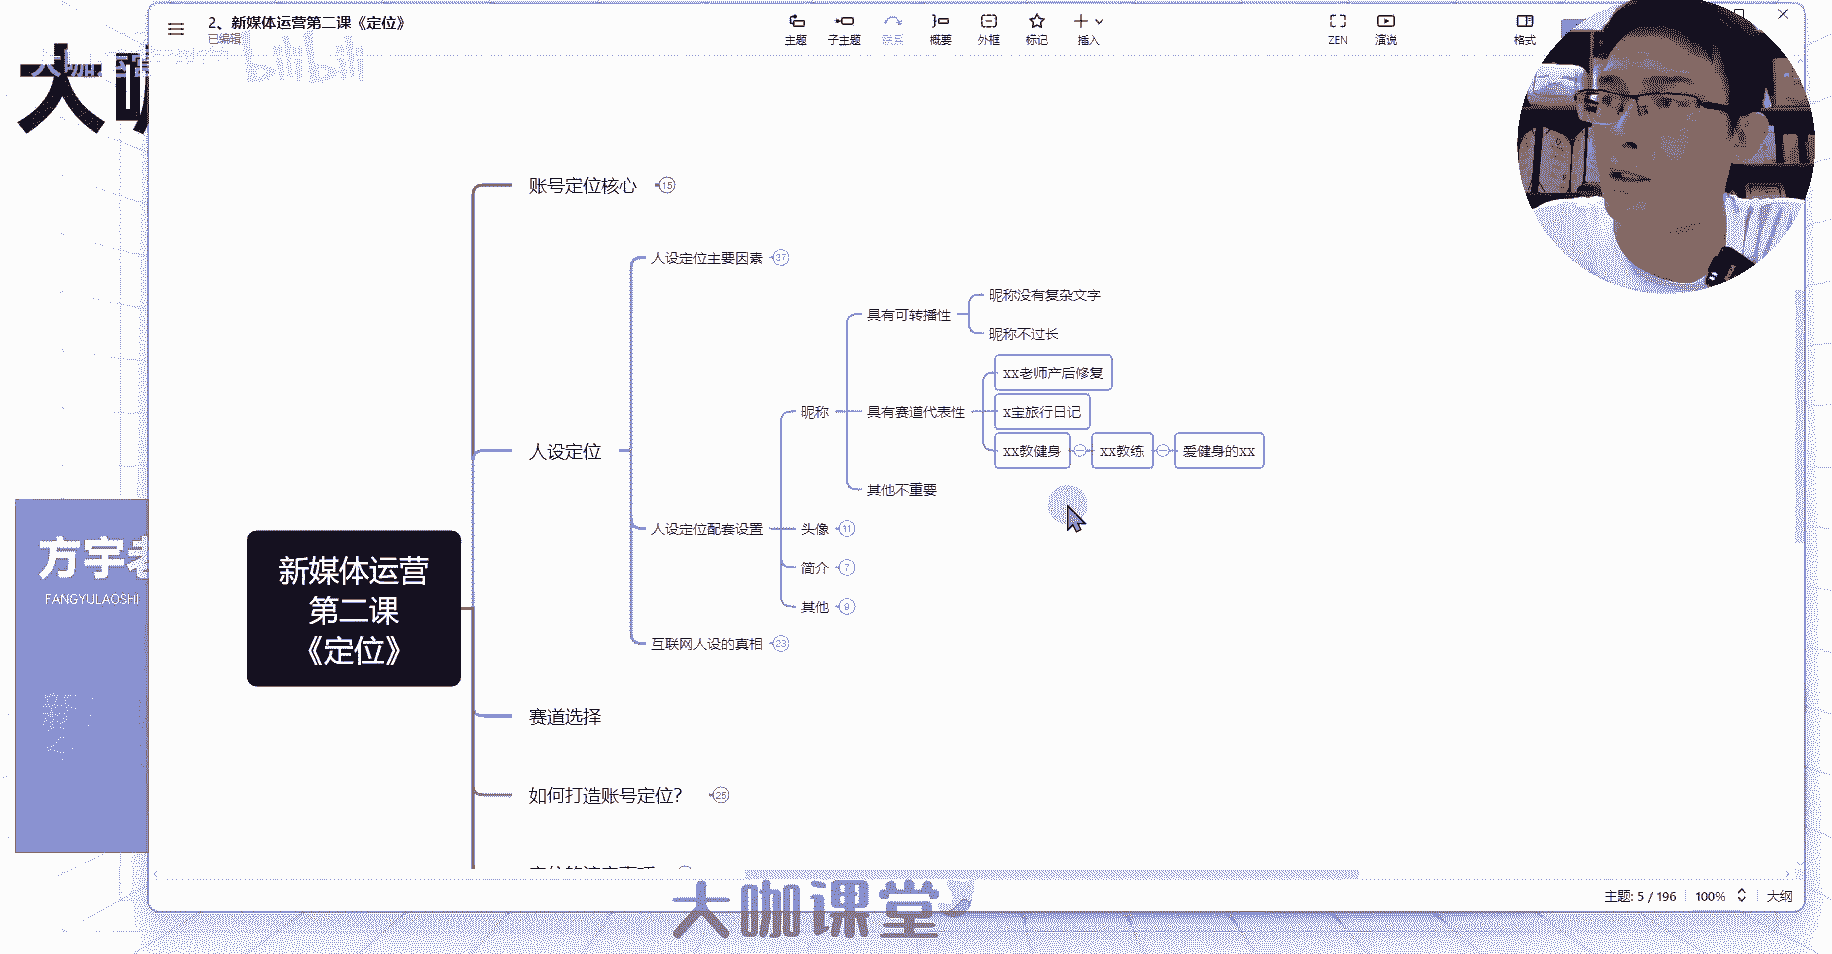 2、新媒体运营第二课《定位》
已编辑
主题
子主题
联系
概要
外框
标记
插入
ZEN
演说
格式
大咖运营
bilibili
大咖
账号定位核心 15
人设定位主要因素 37
昵称没有复杂文字
具有可转播性
昵称不过长
xx老师产后修复
昵称
具有赛道代表性
x宝旅行日记
人设定位
xx教健身
xx教练
爱健身的xx
其他不重要
人设定位配套设置
头像 11
简介 7
其他 9
互联网人设的真相 23
新媒体运营
第二课
《定位》
方宇老
FANGYULAOSHI
赛道选择
如何打造账号定位? 25
主题: 5 / 196
100%
大纲
大咖课堂